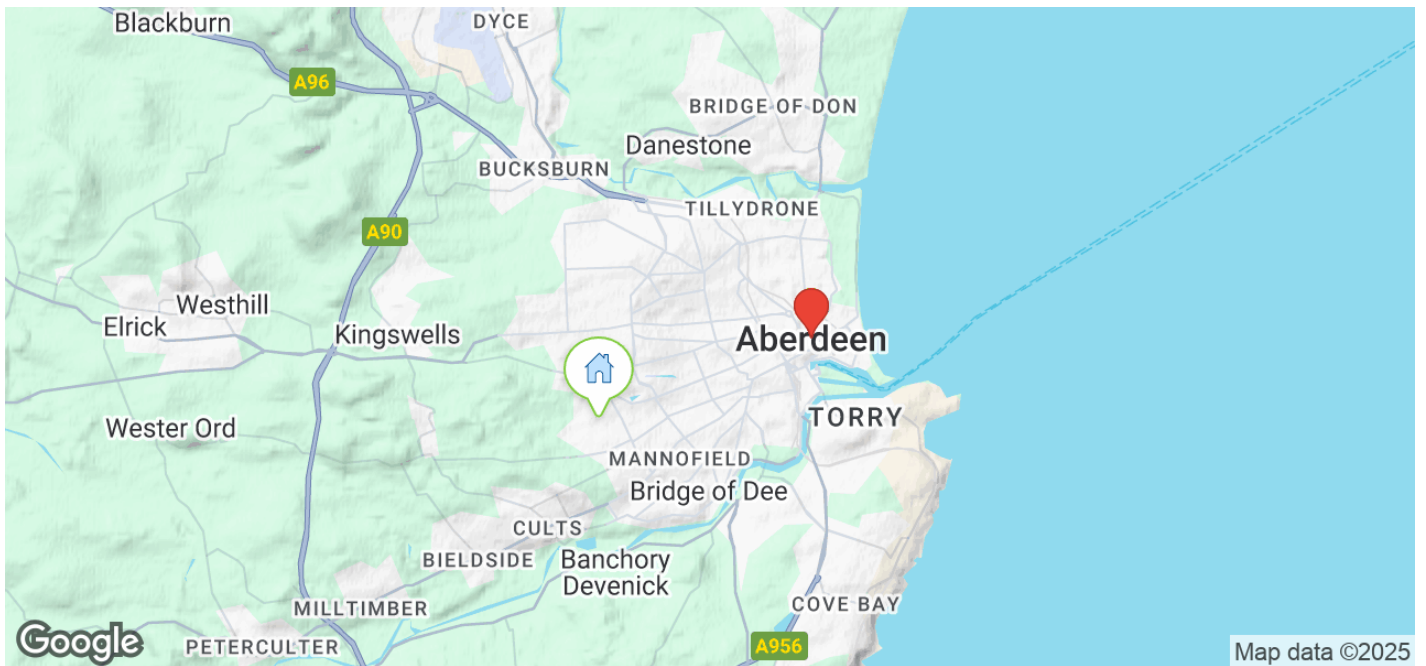 Blackburn
DYCE
A96
BRIDGE OF DON
Danestone
BUCKSBURN
TILLYDRONE
A90
Westhill
Elrick
Kingswells
Aberdeen
TORRY
Wester Ord
MANNOFIELD
Bridge of Dee
CULTS
BIELDSIDE
Banchory
Devenick
MILLTIMBER
COVE BAY
PETERCULTER
A956
Google
Map data ©2025